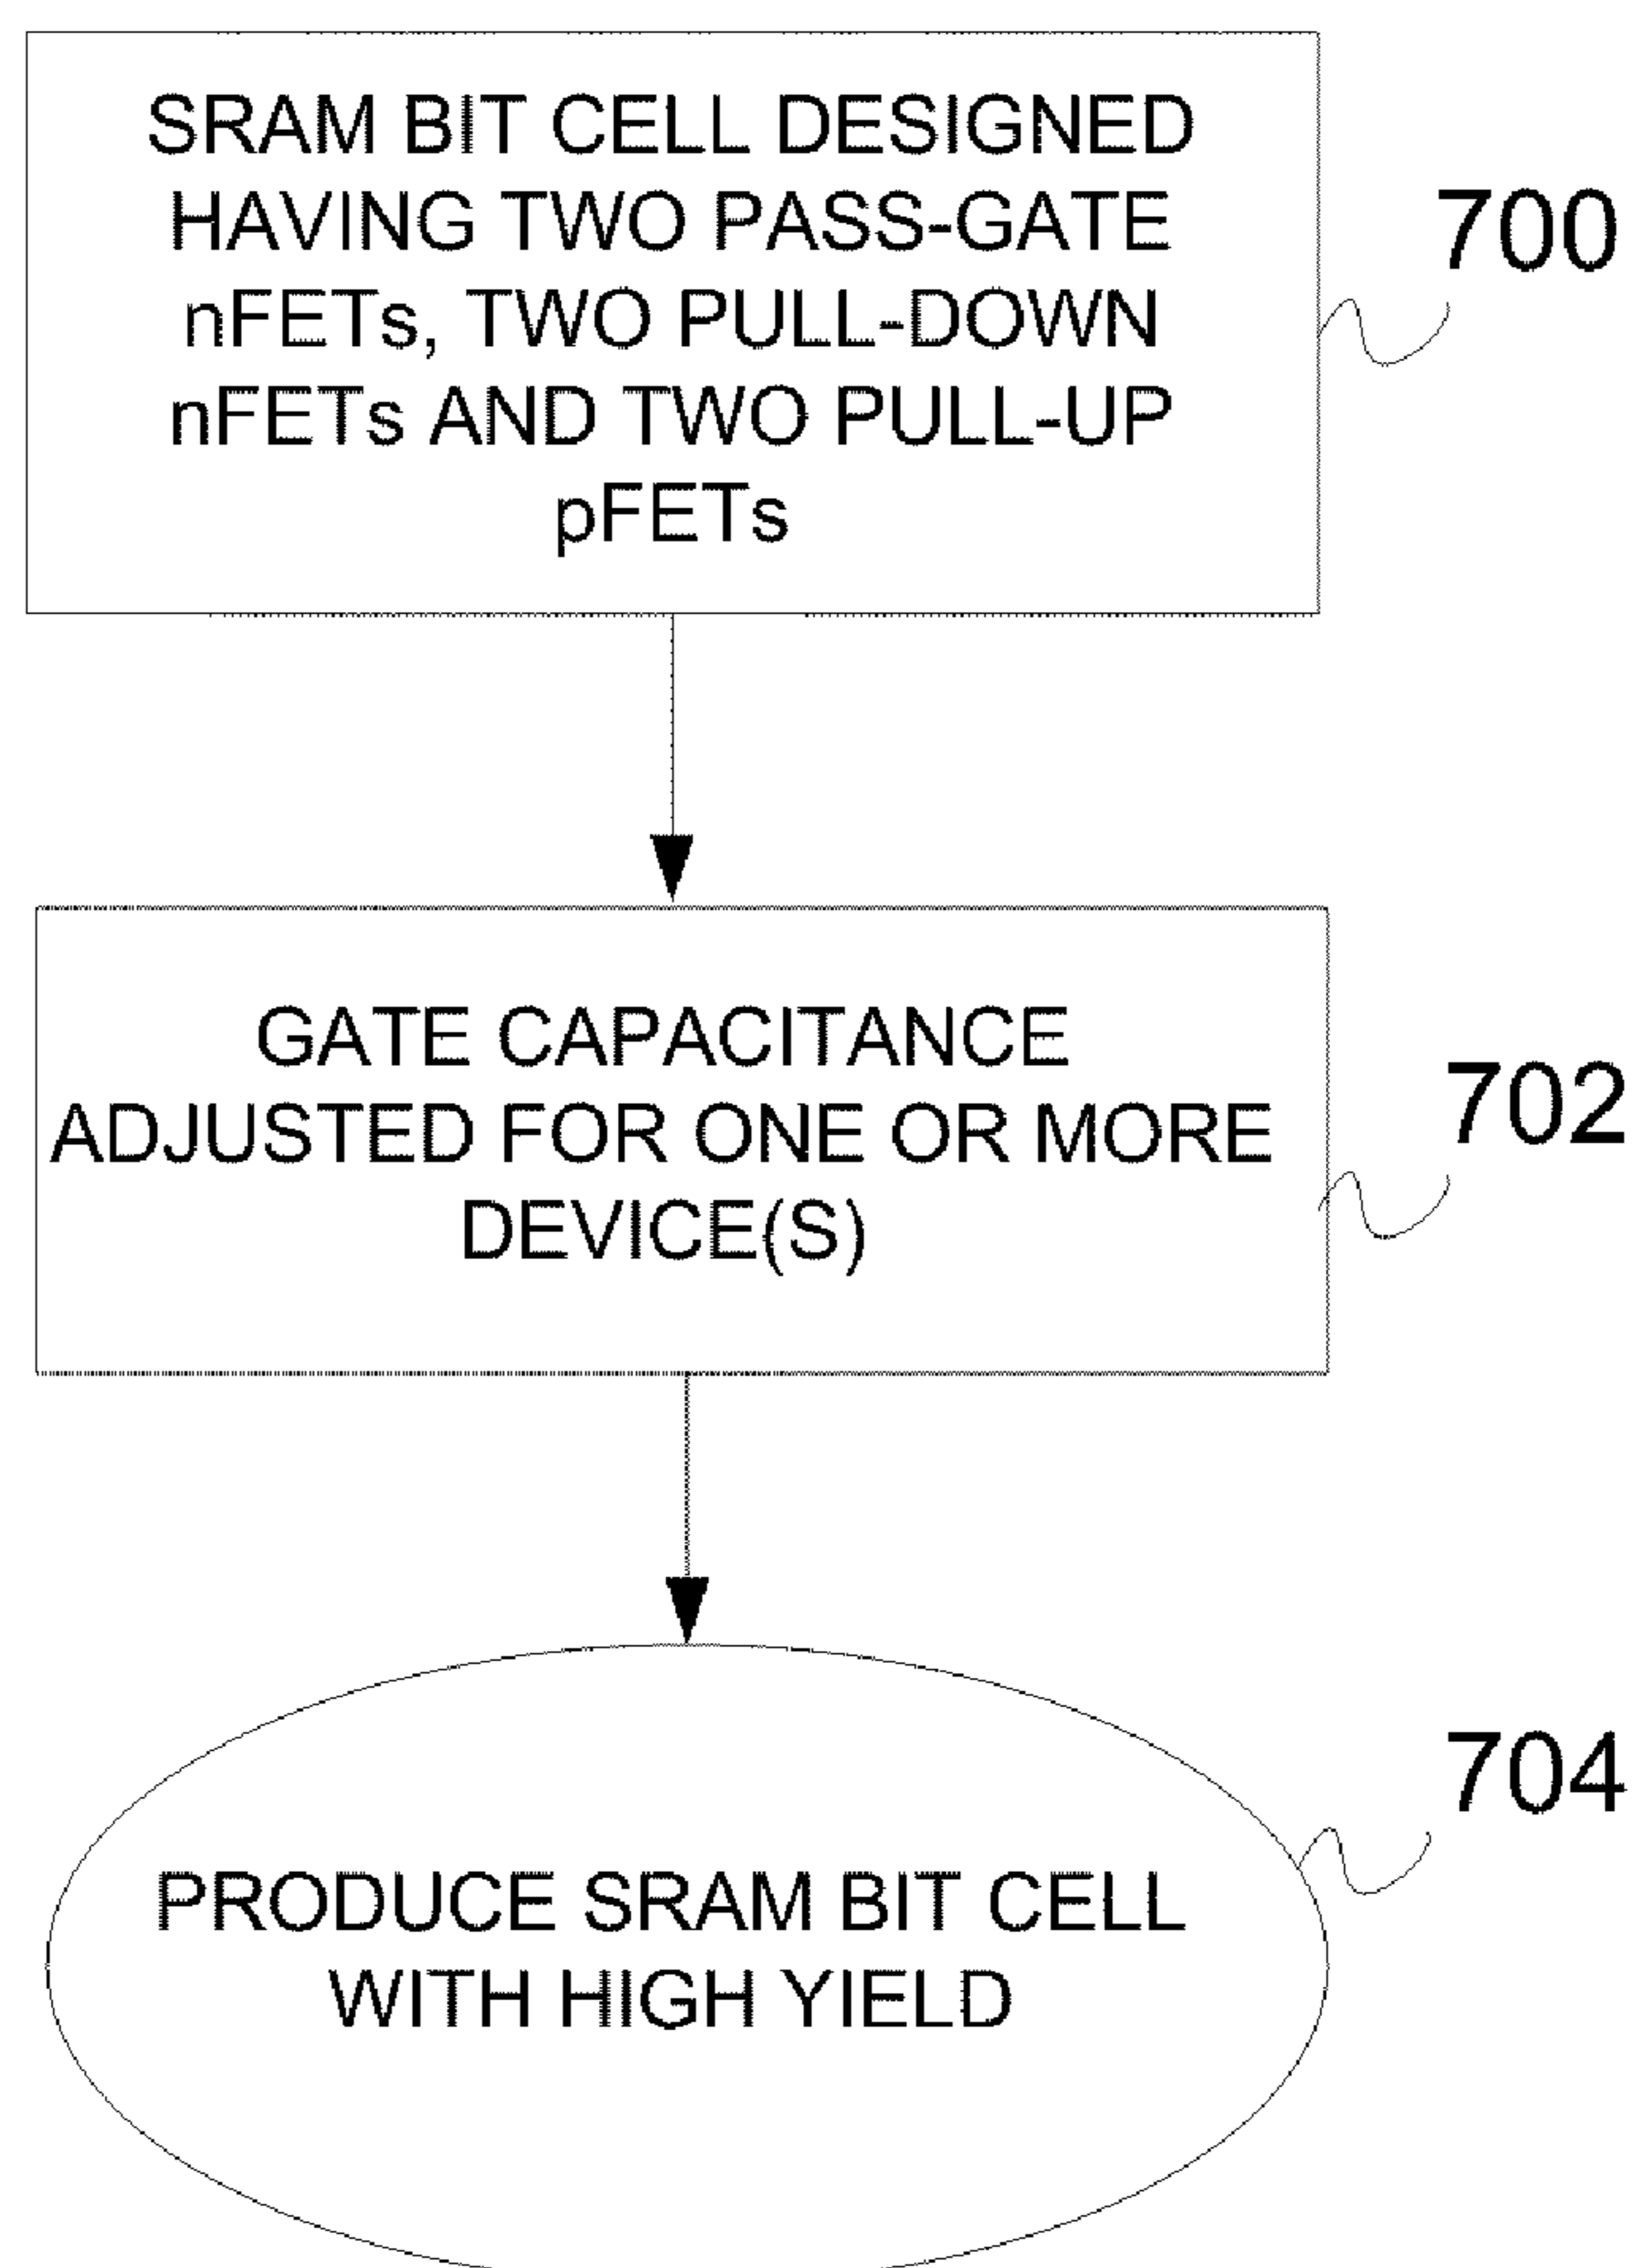 SRAM BIT CELL DESIGNED
HAVING TWO PASS-GATE
nFETs, TWO PULL-DOWN
nFETs AND TWO PULL-UP
pFETs
700
GATE CAPACITANCE
ADJUSTED FOR ONE OR MORE
DEVICE(S)
702
PRODUCE SRAM BIT CELL
WITH HIGH YIELD
704